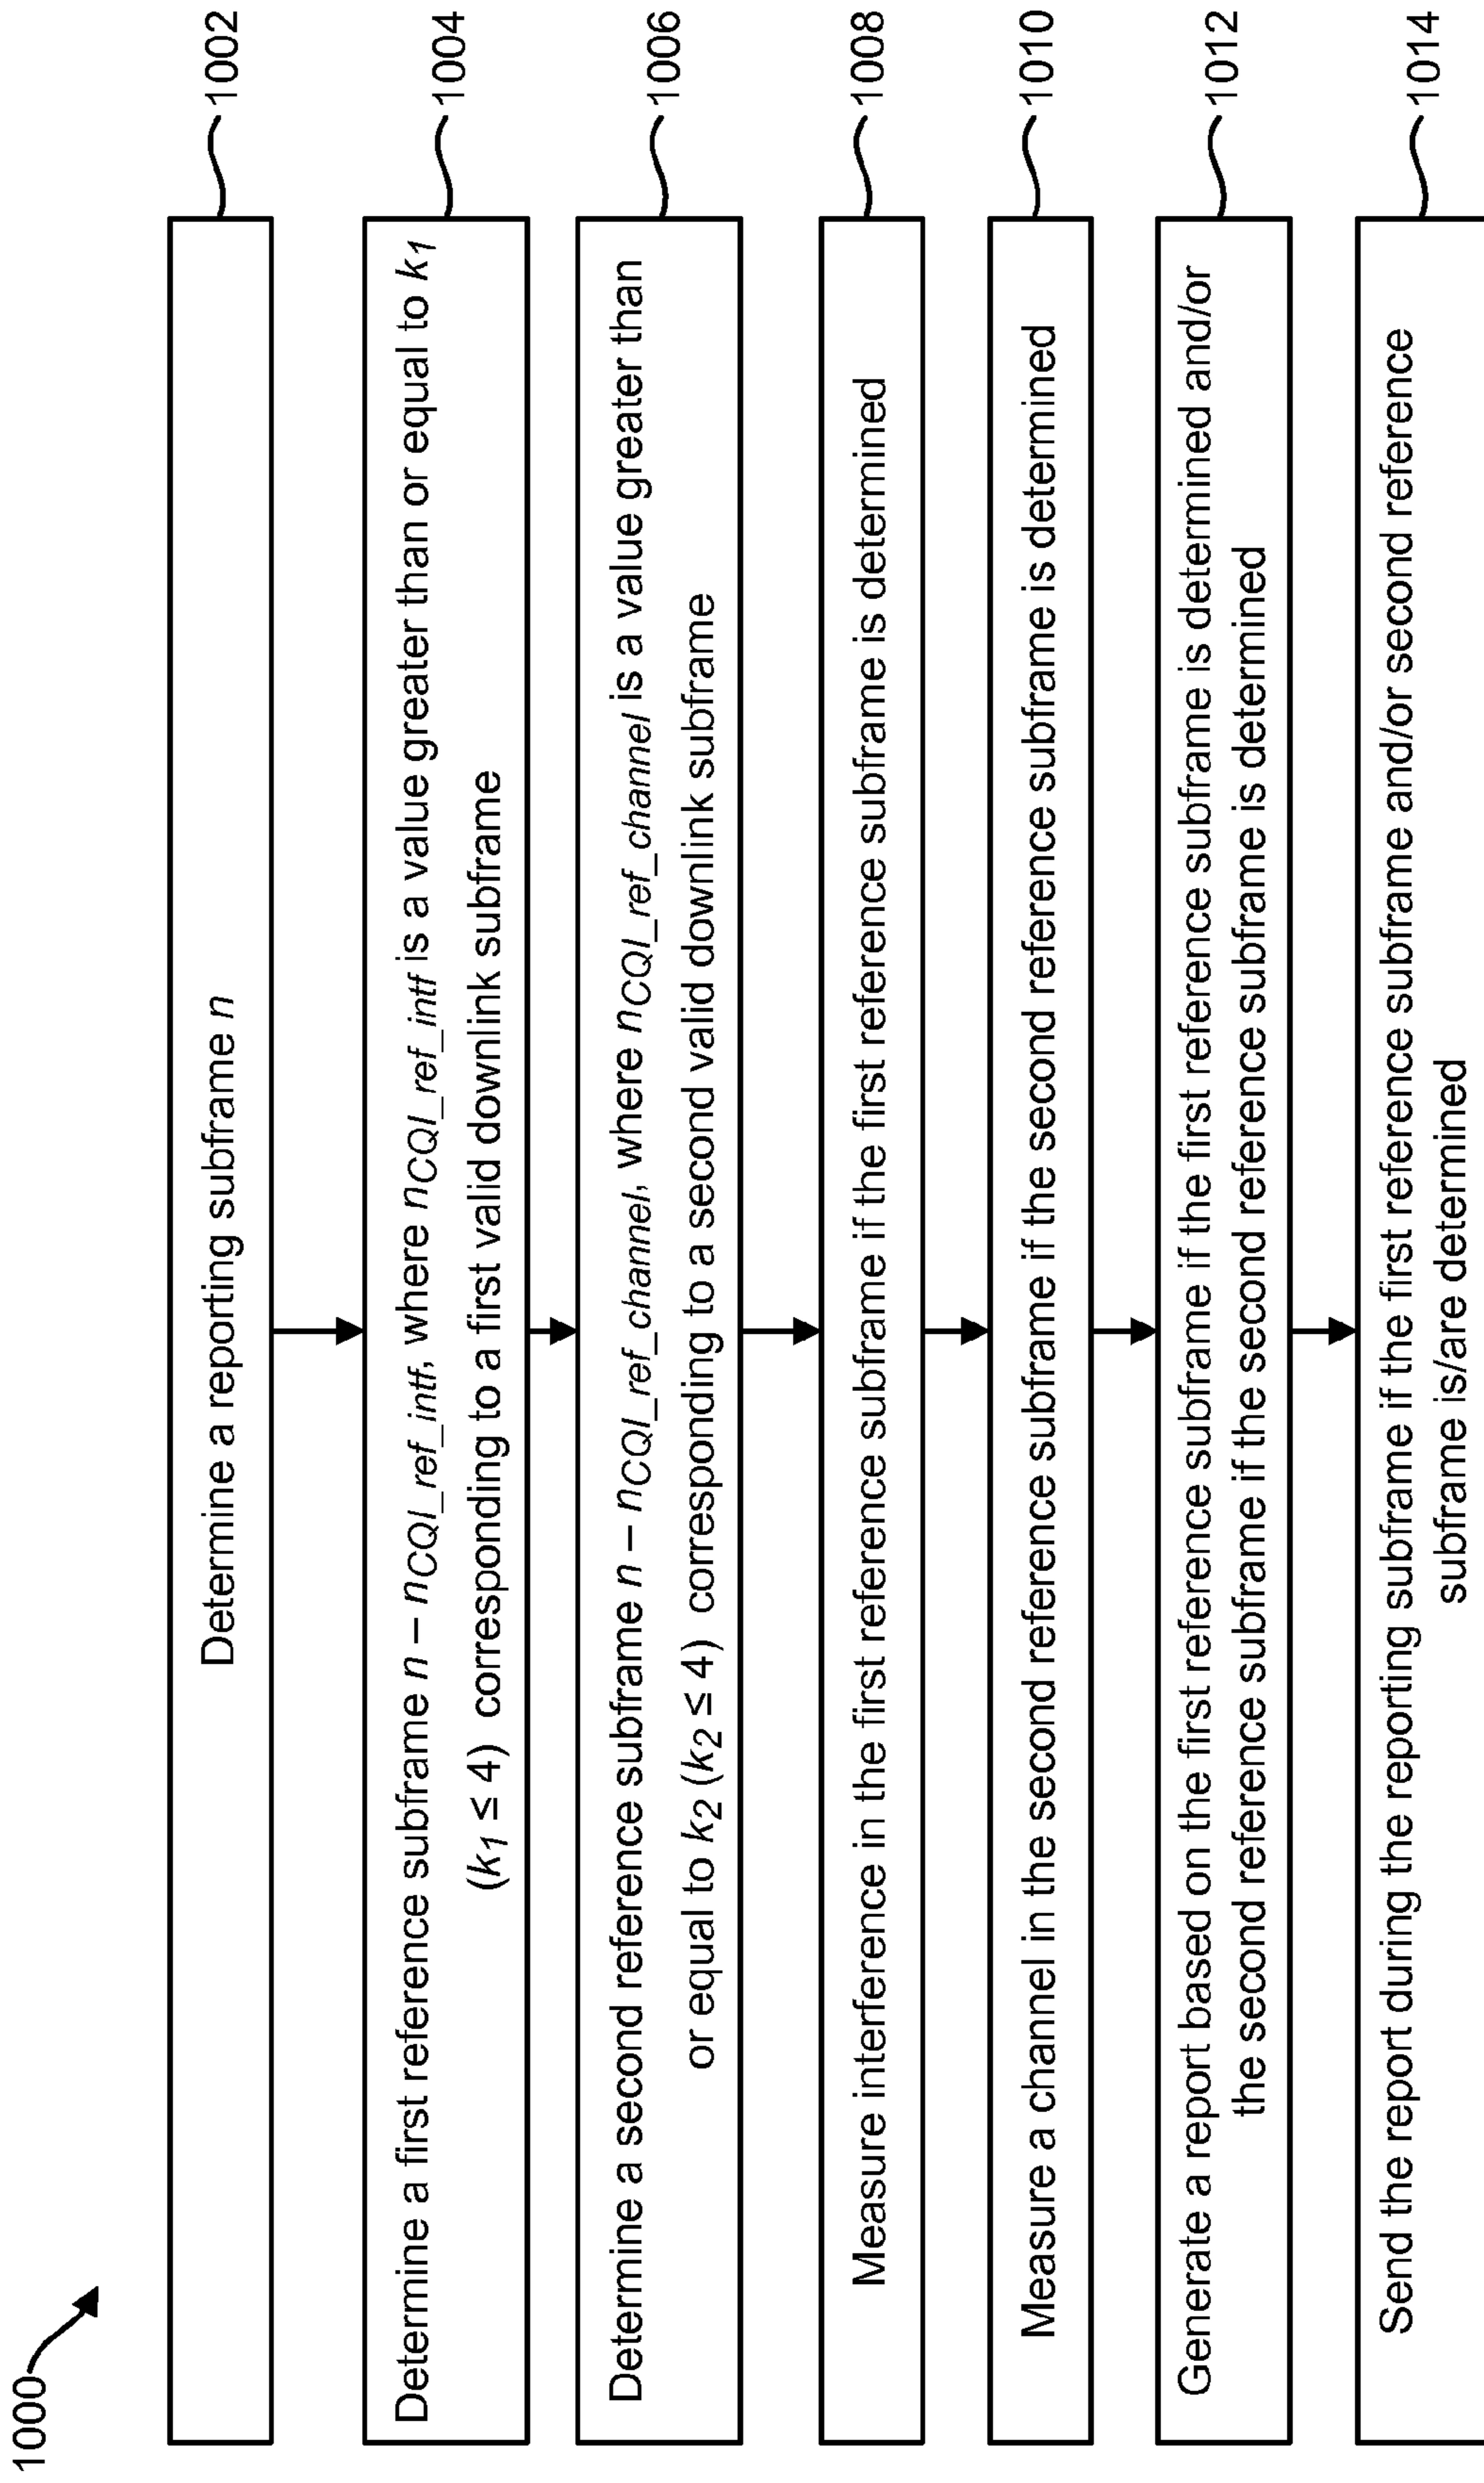 1000
Determine a reporting subframe n
1002
Determine a first reference subframe n – nCQI_ref_intf, where nCQI_ref_intf is a value greater than or equal to k1
(k1 ≤ 4) corresponding to a first valid downlink subframe
1004
Determine a second reference subframe n – nCQI_ref_channel, where nCQI_ref_channel is a value greater than
or equal to k2 (k2 ≤ 4) corresponding to a second valid downlink subframe
1006
Measure interference in the first reference subframe if the first reference subframe is determined
1008
Measure a channel in the second reference subframe if the second reference subframe is determined
1010
Generate a report based on the first reference subframe if the first reference subframe is determined and/or
the second reference subframe if the second reference subframe is determined
1012
Send the report during the reporting subframe if the first reference subframe and/or second reference
subframe is/are determined
1014